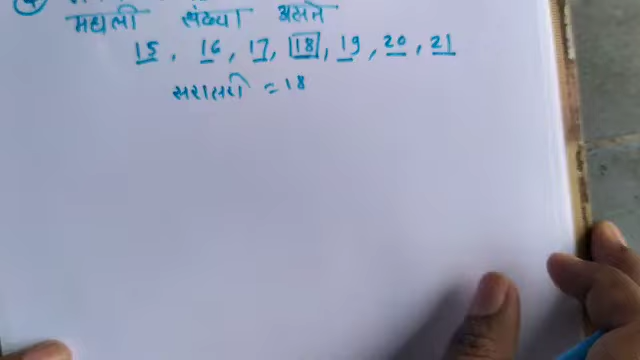 मधली संख्या असते
15, 16, 17, 18, 19, 20, 21
सरासरी = 18